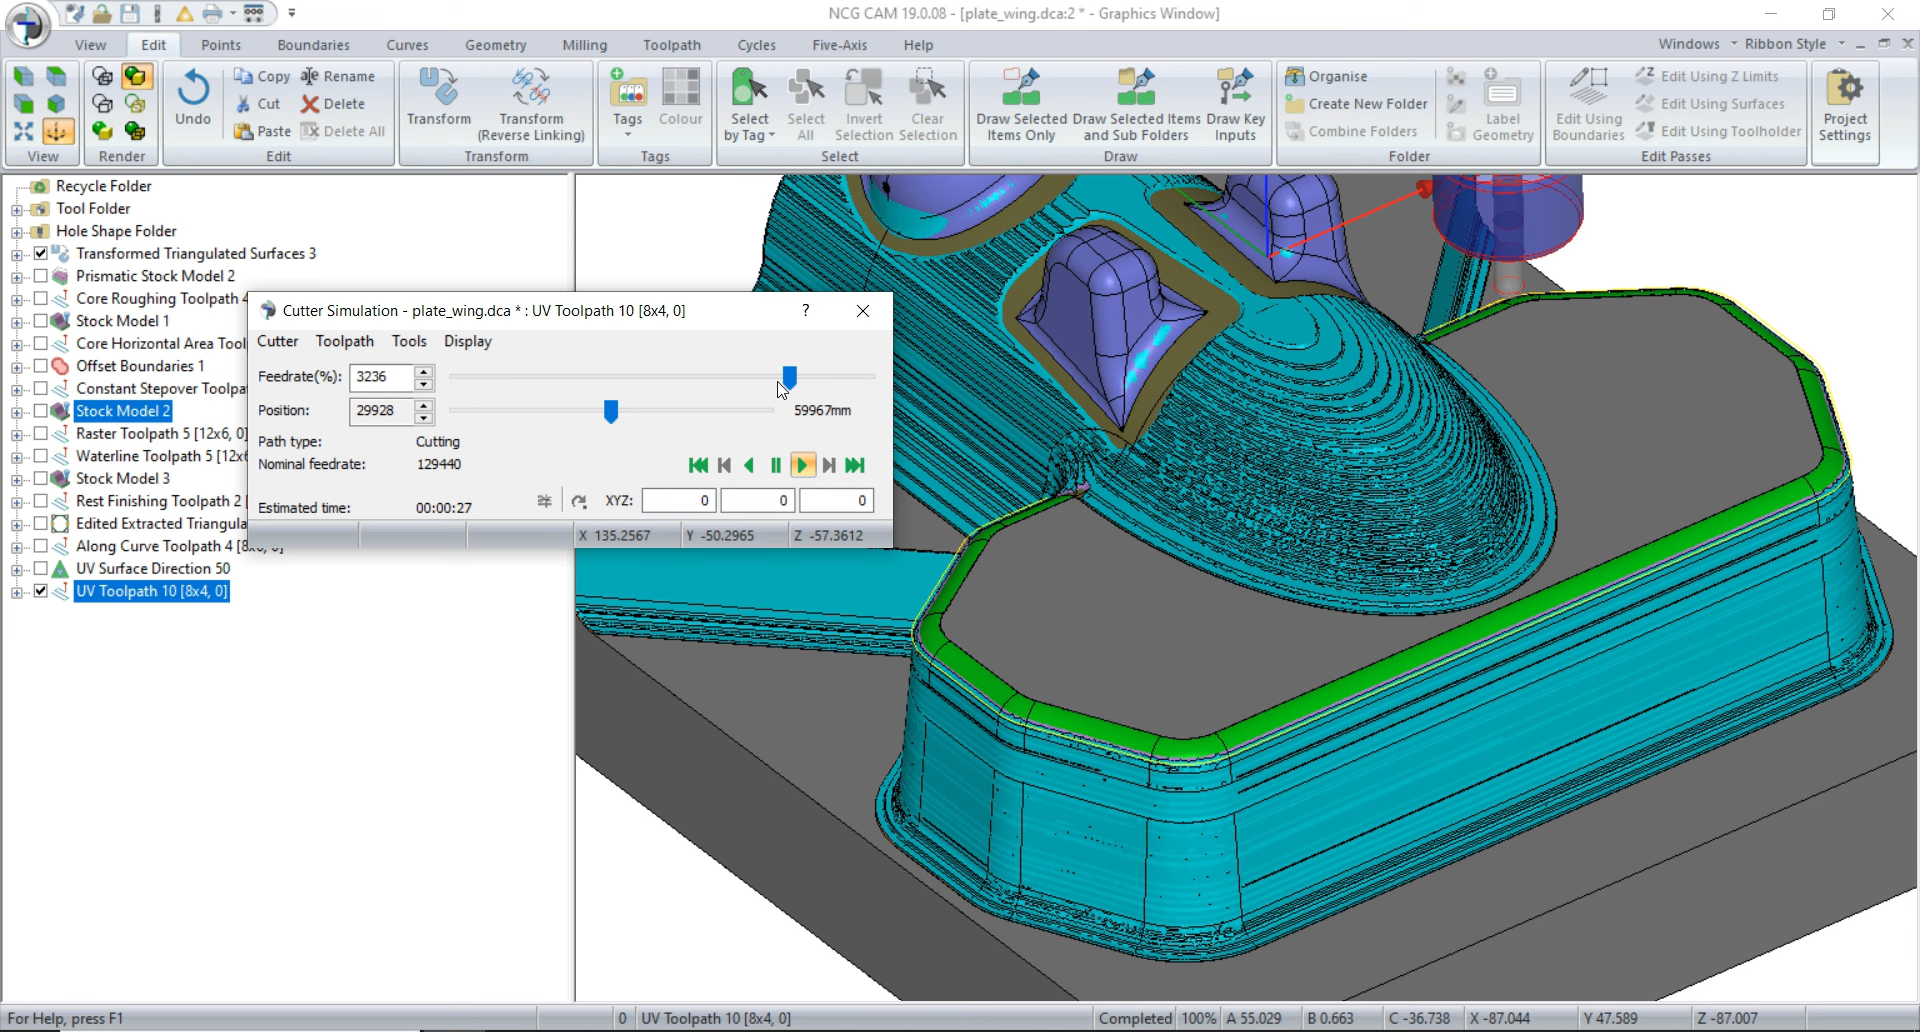 NCG CAM 19.0.08 - [plate_wing.dca:2 * - Graphics Window]
View Edit Points Boundaries Curves Geometry Milling Toolpath Cycles Five-Axis Help Windows Ribbon Style
Undo Copy Cut Paste Rename Delete Delete All
Transform Transform (Reverse Linking)
Tags Colour
Select by Tag Select All Invert Selection Clear Selection
Draw Selected Items Only Draw Selected Items and Sub Folders Draw Key Inputs
Organise
Create New Folder
Combine Folders
Label Geometry
Edit Using Boundaries
Edit Using Z Limits
Edit Using Surfaces
Edit Using Toolholder
Project Settings
View Render Edit Transform Tags Select Draw Folder Edit Passes
Recycle Folder
Tool Folder
Hole Shape Folder
Transformed Triangulated Surfaces 3
Prismatic Stock Model 2
Core Roughing Toolpath 4
Stock Model 1
Core Horizontal Area Tool
Offset Boundaries 1
Constant Stepover Toolpa
Stock Model 2
Raster Toolpath 5 [12x6, 0]
Waterline Toolpath 5 [12x6
Stock Model 3
Rest Finishing Toolpath 2 [
Edited Extracted Triangula
Along Curve Toolpath 4 [8x6, 0]
UV Surface Direction 50
UV Toolpath 10 [8x4, 0]
Cutter Simulation - plate_wing.dca * : UV Toolpath 10 [8x4, 0]
?
Cutter Toolpath Tools Display
Feedrate(%): 3236
Position: 29928 59967mm
Path type: Cutting
Nominal feedrate: 129440
Estimated time: 00:00:27 XYZ: 0 0 0
X 135.2567 Y -50.2965 Z -57.3612
For Help, press F1 0 UV Toolpath 10 [8x4, 0] Completed 100% A 55.029 B 0.663 C -36.738 X -87.044 Y 47.589 Z -87.007